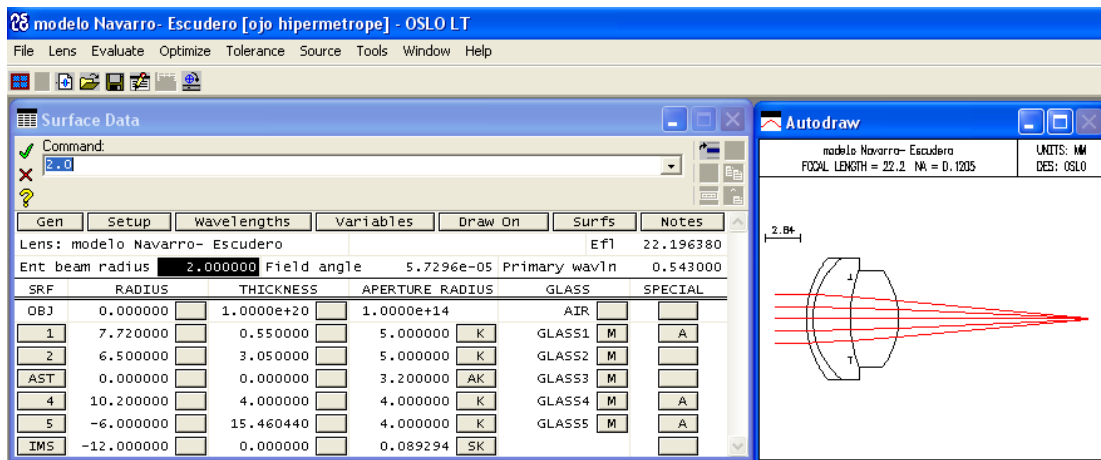 modelo Navarro- Escudero [ojo hipermetrope] - OSLO LT
File Lens Evaluate Optimize Tolerance Source Tools Window Help
Surface Data
Command:
2.0
Gen Setup Wavelengths Variables Draw On Surfs Notes
Lens: modelo Navarro- Escudero Efl 22.196380
Ent beam radius 2.000000 Field angle 5.7296e-05 Primary wavln 0.543000
SRF RADIUS THICKNESS APERTURE RADIUS GLASS SPECIAL
OBJ 0.000000 1.0000e+20 1.0000e+14 AIR
1 7.720000 0.550000 5.000000 K GLASS1 M A
2 6.500000 3.050000 5.000000 K GLASS2 M
AST 0.000000 0.000000 3.200000 AK GLASS3 M
4 10.200000 4.000000 4.000000 K GLASS4 M A
5 -6.000000 15.460440 4.000000 K GLASS5 M A
IMS -12.000000 0.000000 0.089294 SK
Autodraw
modelo Navarro- Escudero
FOCAL LENGTH = 22.2 NA = 0.1205
UNITS: MM
DES: OSLO
2.84